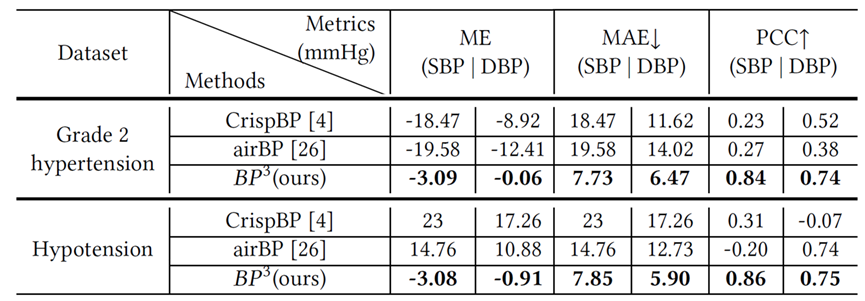 Dataset Metrics (mmHg) Methods ME (SBP | DBP) MAE↓ (SBP | DBP) PCC↑ (SBP | DBP)
Grade 2 hypertension
CrispBP [4] -18.47 -8.92 18.47 11.62 0.23 0.52
airBP [26] -19.58 -12.41 19.58 14.02 0.27 0.38
BP³(ours) -3.09 -0.06 7.73 6.47 0.84 0.74
Hypotension
CrispBP [4] 23 17.26 23 17.26 0.31 -0.07
airBP [26] 14.76 10.88 14.76 12.73 -0.20 0.74
BP³(ours) -3.08 -0.91 7.85 5.90 0.86 0.75